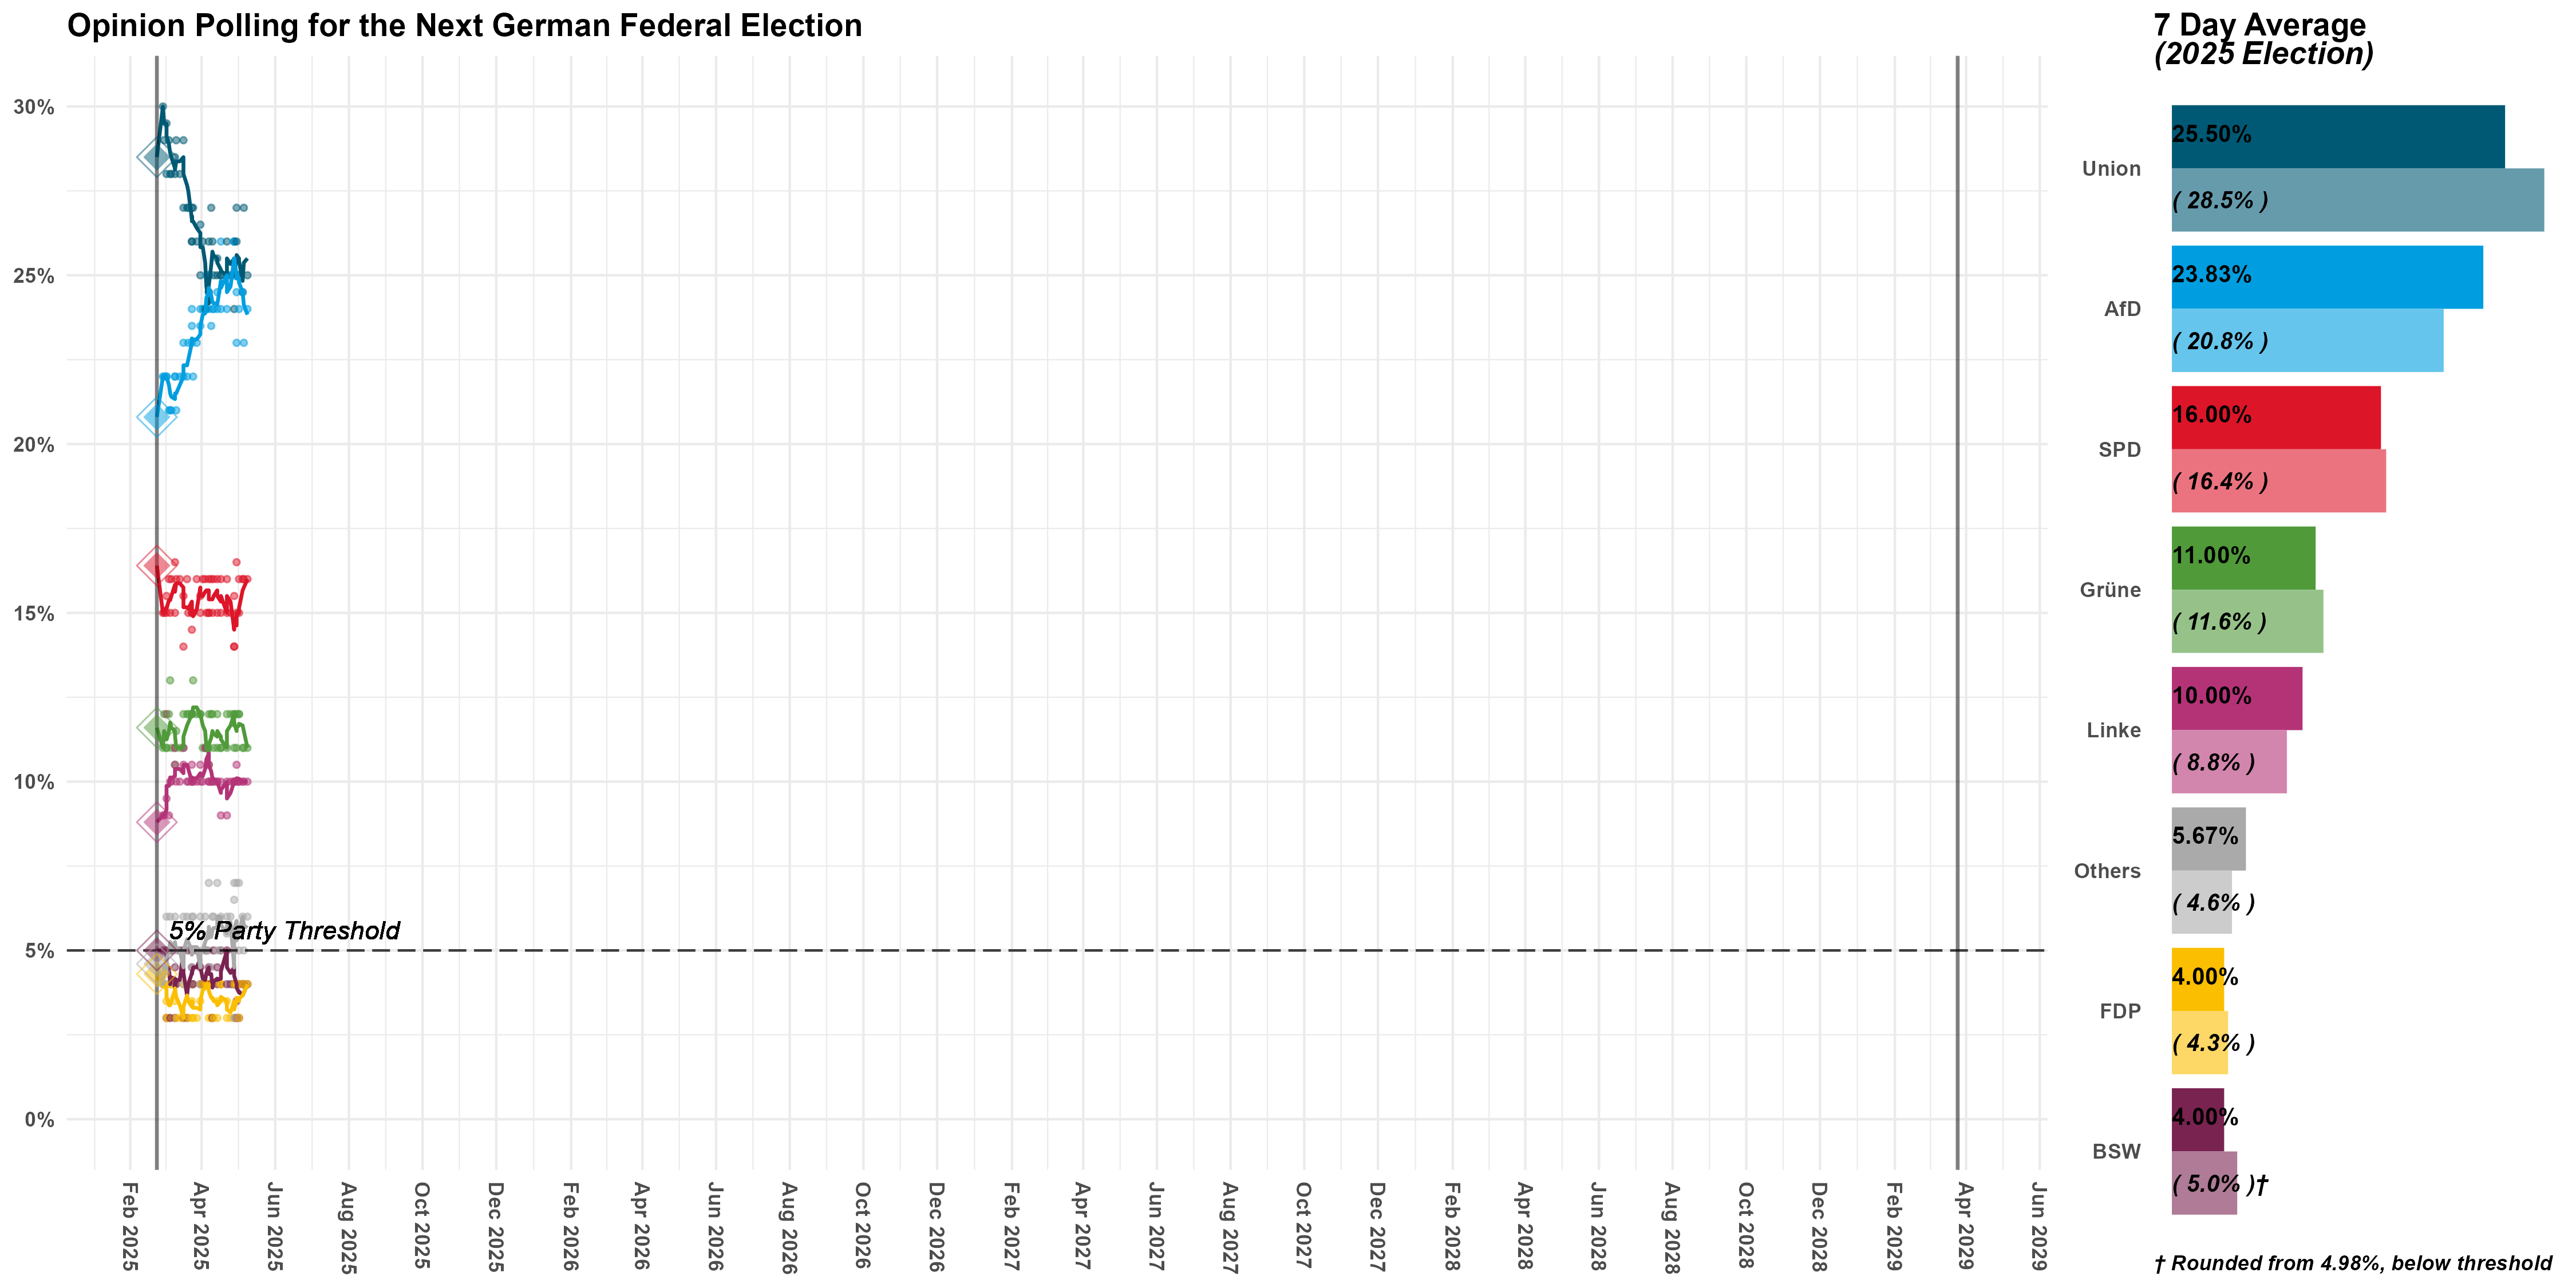 Opinion Polling for the Next German Federal Election
30%
25%
20%
15%
10%
5%
0%
5% Party Threshold
Feb 2025
Apr 2025
Jun 2025
Aug 2025
Oct 2025
Dec 2025
Feb 2026
Apr 2026
Jun 2026
Aug 2026
Oct 2026
Dec 2026
Feb 2027
Apr 2027
Jun 2027
Aug 2027
Oct 2027
Dec 2027
Feb 2028
Apr 2028
Jun 2028
Aug 2028
Oct 2028
Dec 2028
Feb 2029
Apr 2029
Jun 2029
7 Day Average
(2025 Election)
Union
25.50%
( 28.5% )
AfD
23.83%
( 20.8% )
SPD
16.00%
( 16.4% )
Grüne
11.00%
( 11.6% )
Linke
10.00%
( 8.8% )
Others
5.67%
( 4.6% )
FDP
4.00%
( 4.3% )
BSW
4.00%
( 5.0% )†
† Rounded from 4.98%, below threshold